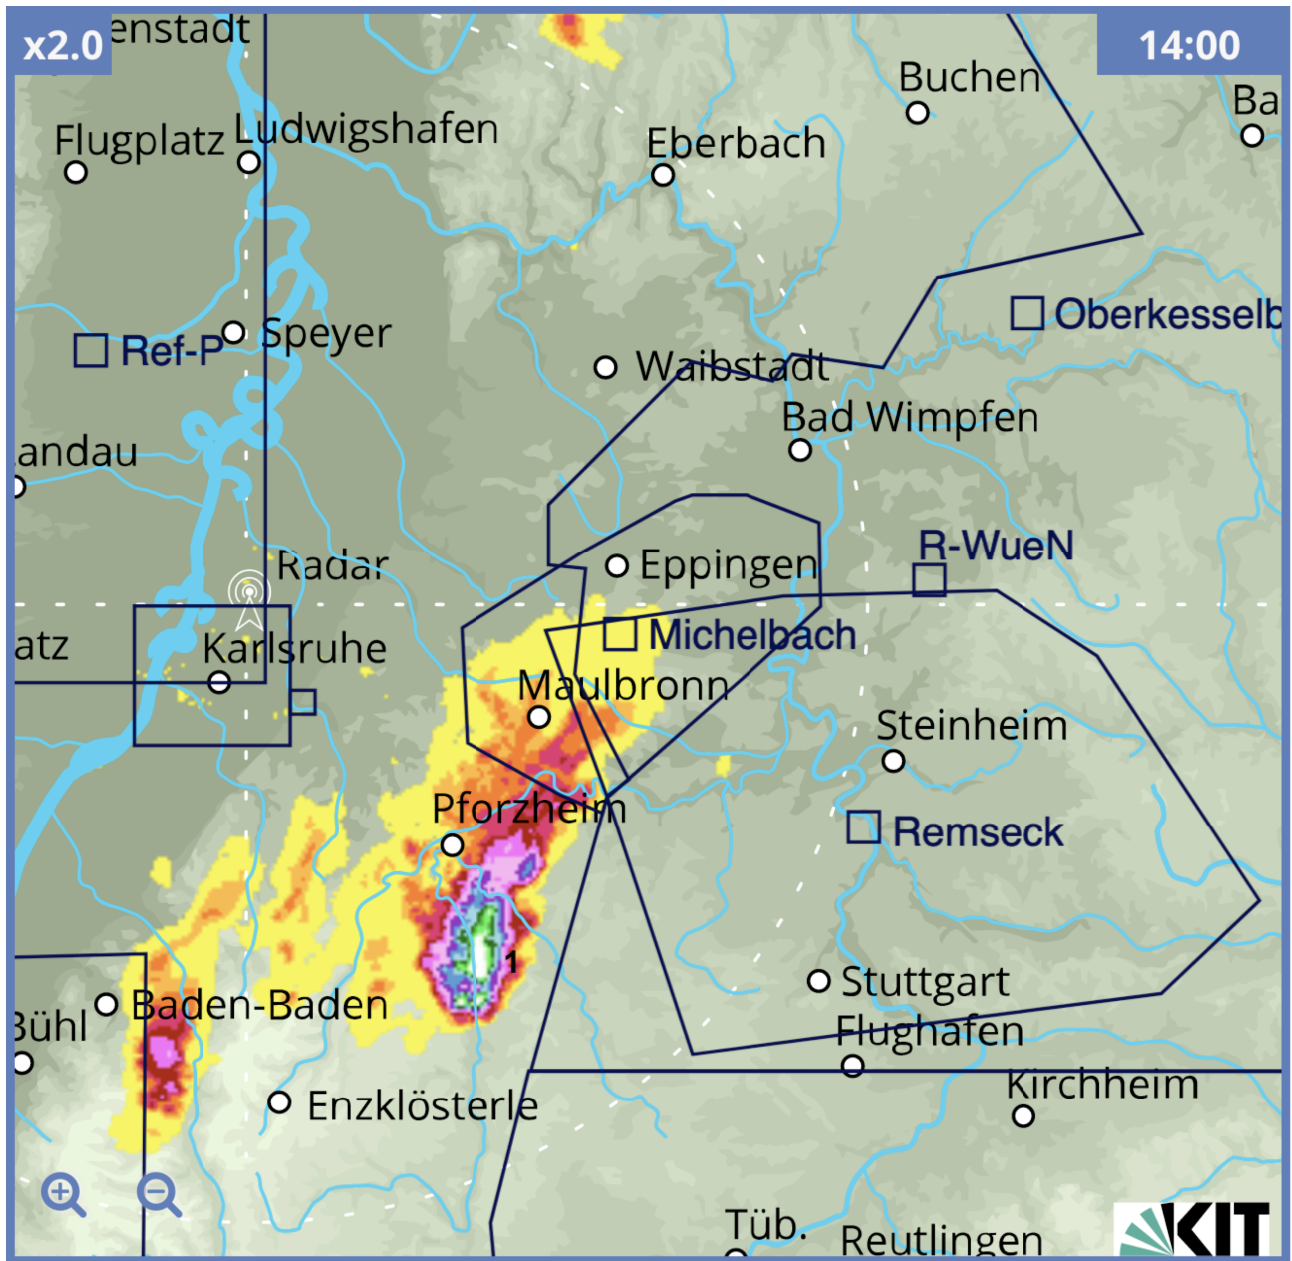 x2.0
enstadt
14:00
Buchen
Ba
Flugplatz
Ludwigshafen
Eberbach
Oberkesselb
Speyer
Ref-P
Waibstadt
Bad Wimpfen
andau
R-WueN
Radar
Eppingen
atz
Karlsruhe
Michelbach
Maulbronn
Steinheim
Pforzheim
Remseck
1
Stuttgart
Baden-Baden
Bühl
Flughafen
Kirchheim
Enzklösterle
Tüb.
Reutlingen
KIT